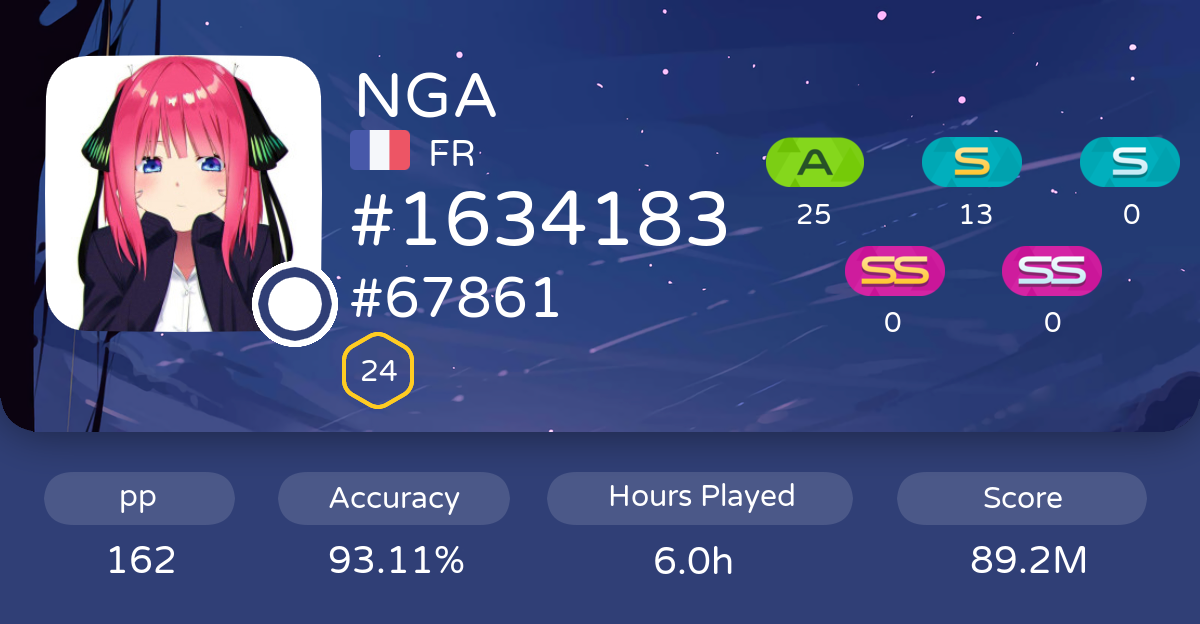 NGA
FR
#1634183
#67861
24
A S S
25 13 0
SS SS
0 0
pp Accuracy Hours Played Score
162 93.11% 6.0h 89.2M